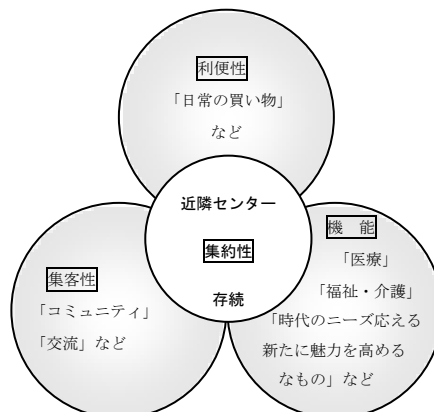 利便性
「日常の買い物」
など
近隣センター
集約性
存続
集客性
「コミュニティ」
「交流」など
機　能
「医療」
「福祉・介護」
「時代のニーズ応える
新たに魅力を高める
なもの」など